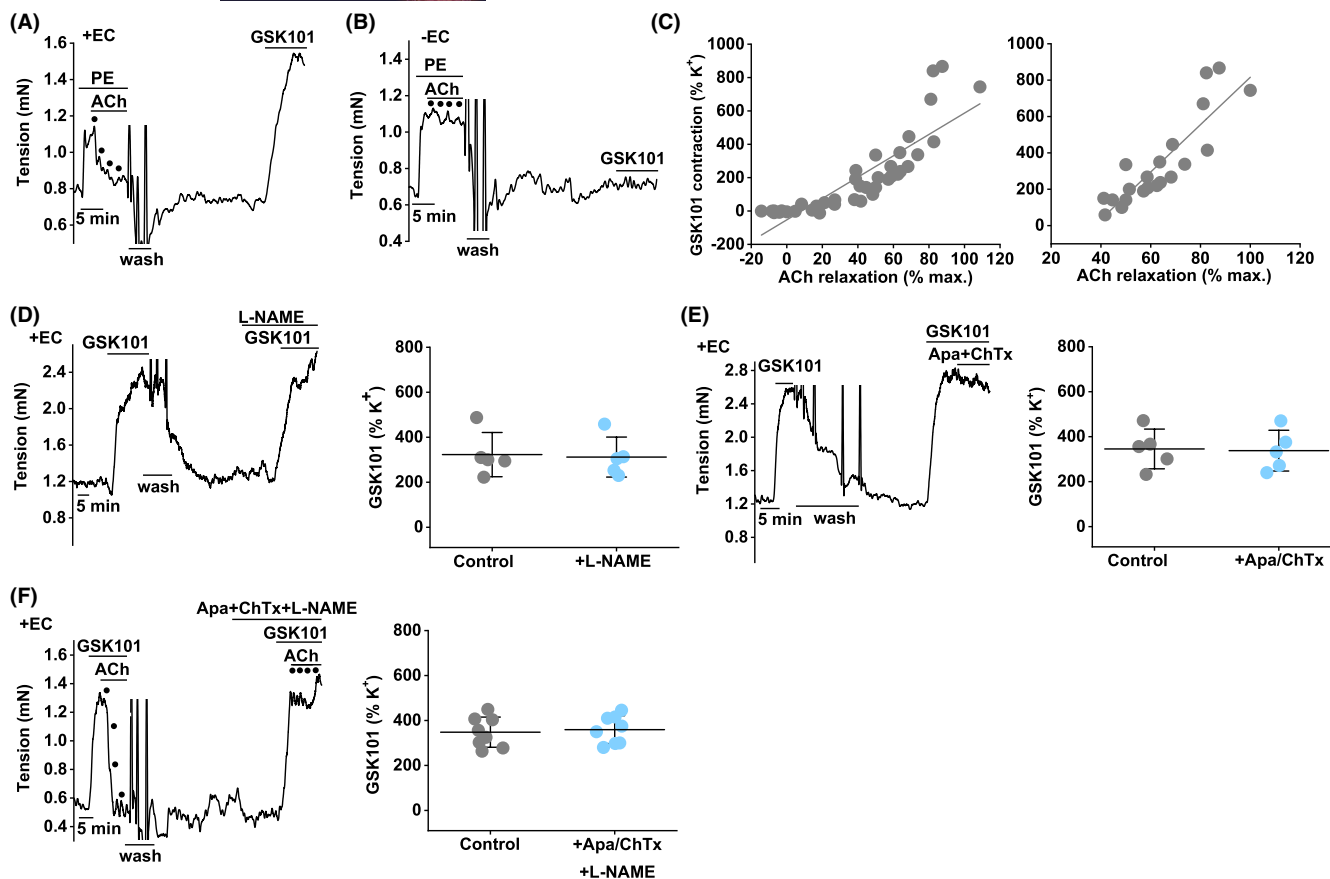 (A)
+EC
GSK101
PE
ACh
Tension (mN)
1.6
1.4
1.2
1.0
0.8
0.6
5 min
wash
(B)
-EC
PE
ACh
GSK101
Tension (mN)
1.4
1.2
1.0
0.8
0.6
0.4
5 min
wash
(C)
GSK101 contraction (% K+)
1000
800
600
400
200
0
-200
-20 0 20 40 60 80 100 120
ACh relaxation (% max.)
1000
800
600
400
200
0
20 40 60 80 100 120
ACh relaxation (% max.)
(D)
+EC
GSK101
L-NAME
GSK101
Tension (mN)
2.4
2.0
1.6
1.2
0.8
5 min
wash
GSK101 (% K+)
800
600
400
200
0
Control
+L-NAME
(E)
+EC
GSK101
GSK101
Apa+ChTx
Tension (mN)
2.8
2.4
2.0
1.6
1.2
0.8
5 min
wash
GSK101 (% K+)
800
600
400
200
0
Control
+Apa/ChTx
(F)
+EC
GSK101
ACh
Apa+ChTx+L-NAME
GSK101
ACh
Tension (mN)
1.6
1.4
1.2
1.0
0.8
0.6
0.4
5 min
wash
GSK101 (% K+)
800
600
400
200
0
Control
+Apa/ChTx
+L-NAME